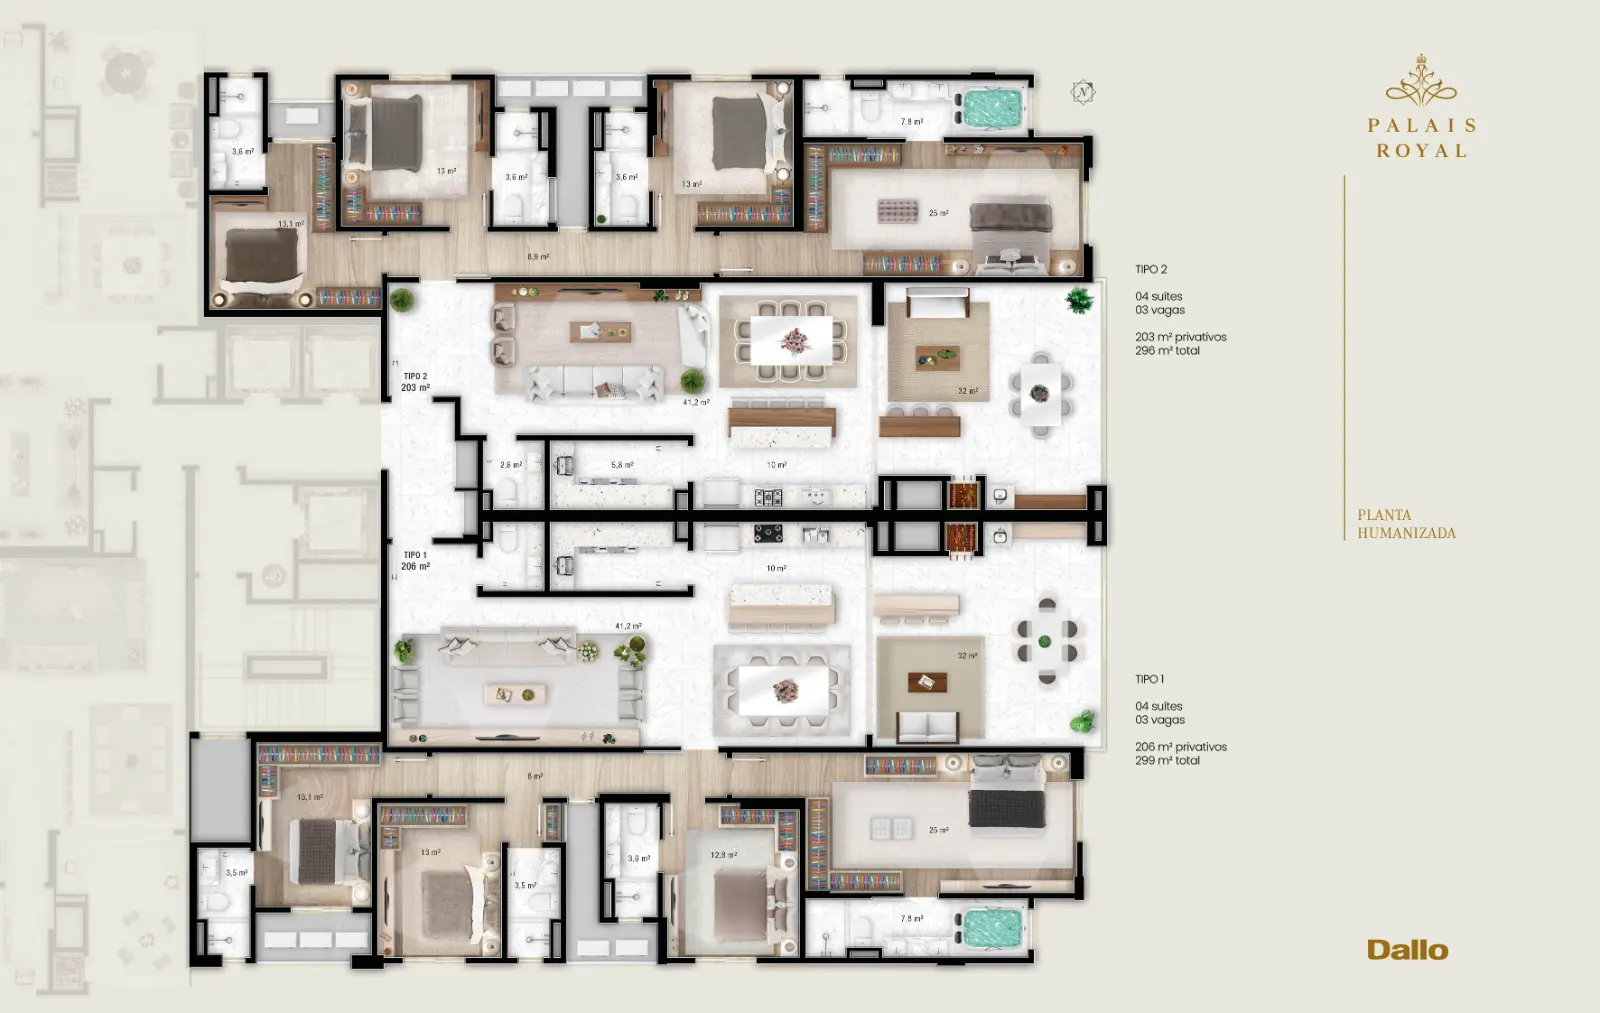 N
PALAIS
ROYAL
7,8 m²
3,6 m²
13 m²
3,6 m²
3,6 m²
13 m²
25 m²
13,1 m²
8,9 m²
TIPO 2
203 m²
41,2 m²
32 m²
2,6 m²
5,8 m²
10 m²
TIPO 2
04 suítes
03 vagas
203 m² privativos
296 m² total
PLANTA
HUMANIZADA
TIPO 1
206 m²
10 m²
41,2 m²
32 m²
TIPO 1
04 suítes
03 vagas
206 m² privativos
299 m² total
8 m²
13,1 m²
25 m²
13 m²
12,8 m²
3,6 m²
3,5 m²
3,5 m²
7,8 m²
Dallo